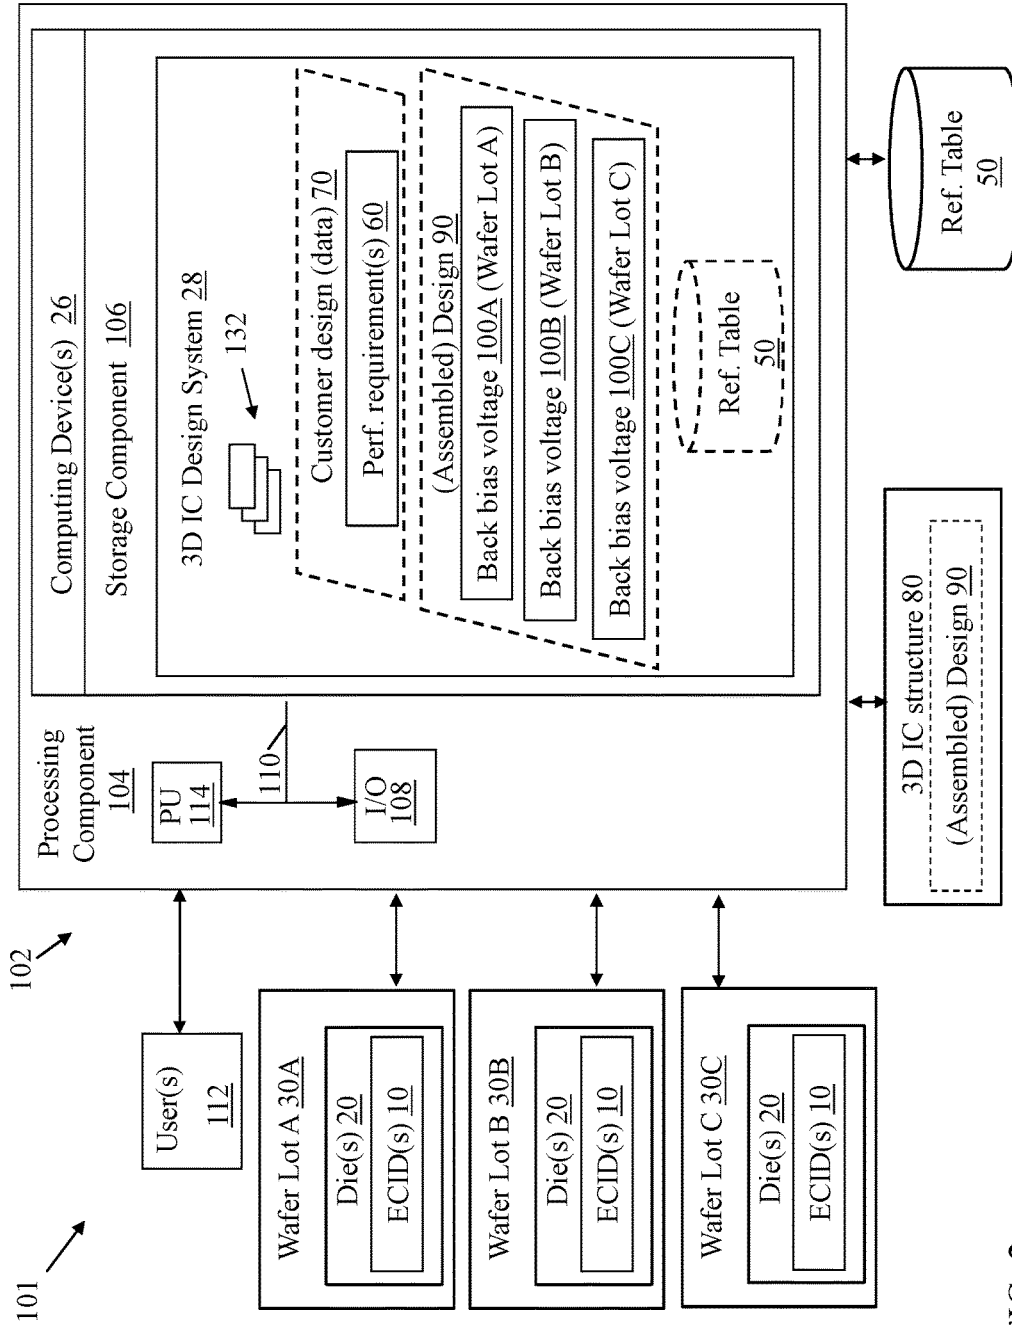 101
102
User(s)
112
Wafer Lot A 30A
Die(s) 20
ECID(s) 10
Wafer Lot B 30B
Die(s) 20
ECID(s) 10
Wafer Lot C 30C
Die(s) 20
ECID(s) 10
Processing
Component
104
PU
114
110
I/O
108
Computing Device(s) 26
Storage Component 106
3D IC Design System 28
132
Customer design (data) 70
Perf. requirement(s) 60
(Assembled) Design 90
Back bias voltage 100A (Wafer Lot A)
Back bias voltage 100B (Wafer Lot B)
Back bias voltage 100C (Wafer Lot C)
Ref. Table
50
3D IC structure 80
(Assembled) Design 90
Ref. Table
50